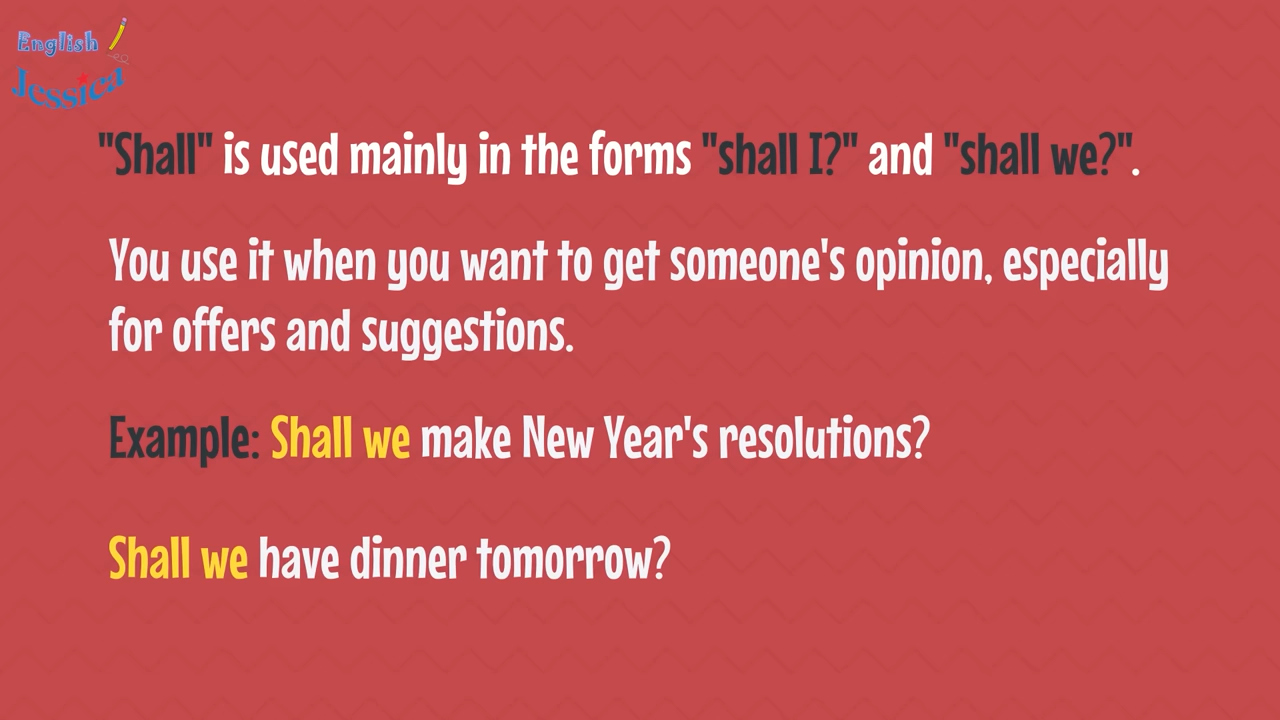 English
Jessica
"Shall" is used mainly in the forms "shall I?" and "shall we?".
You use it when you want to get someone's opinion, especially
for offers and suggestions.
Example: Shall we make New Year's resolutions?
Shall we have dinner tomorrow?